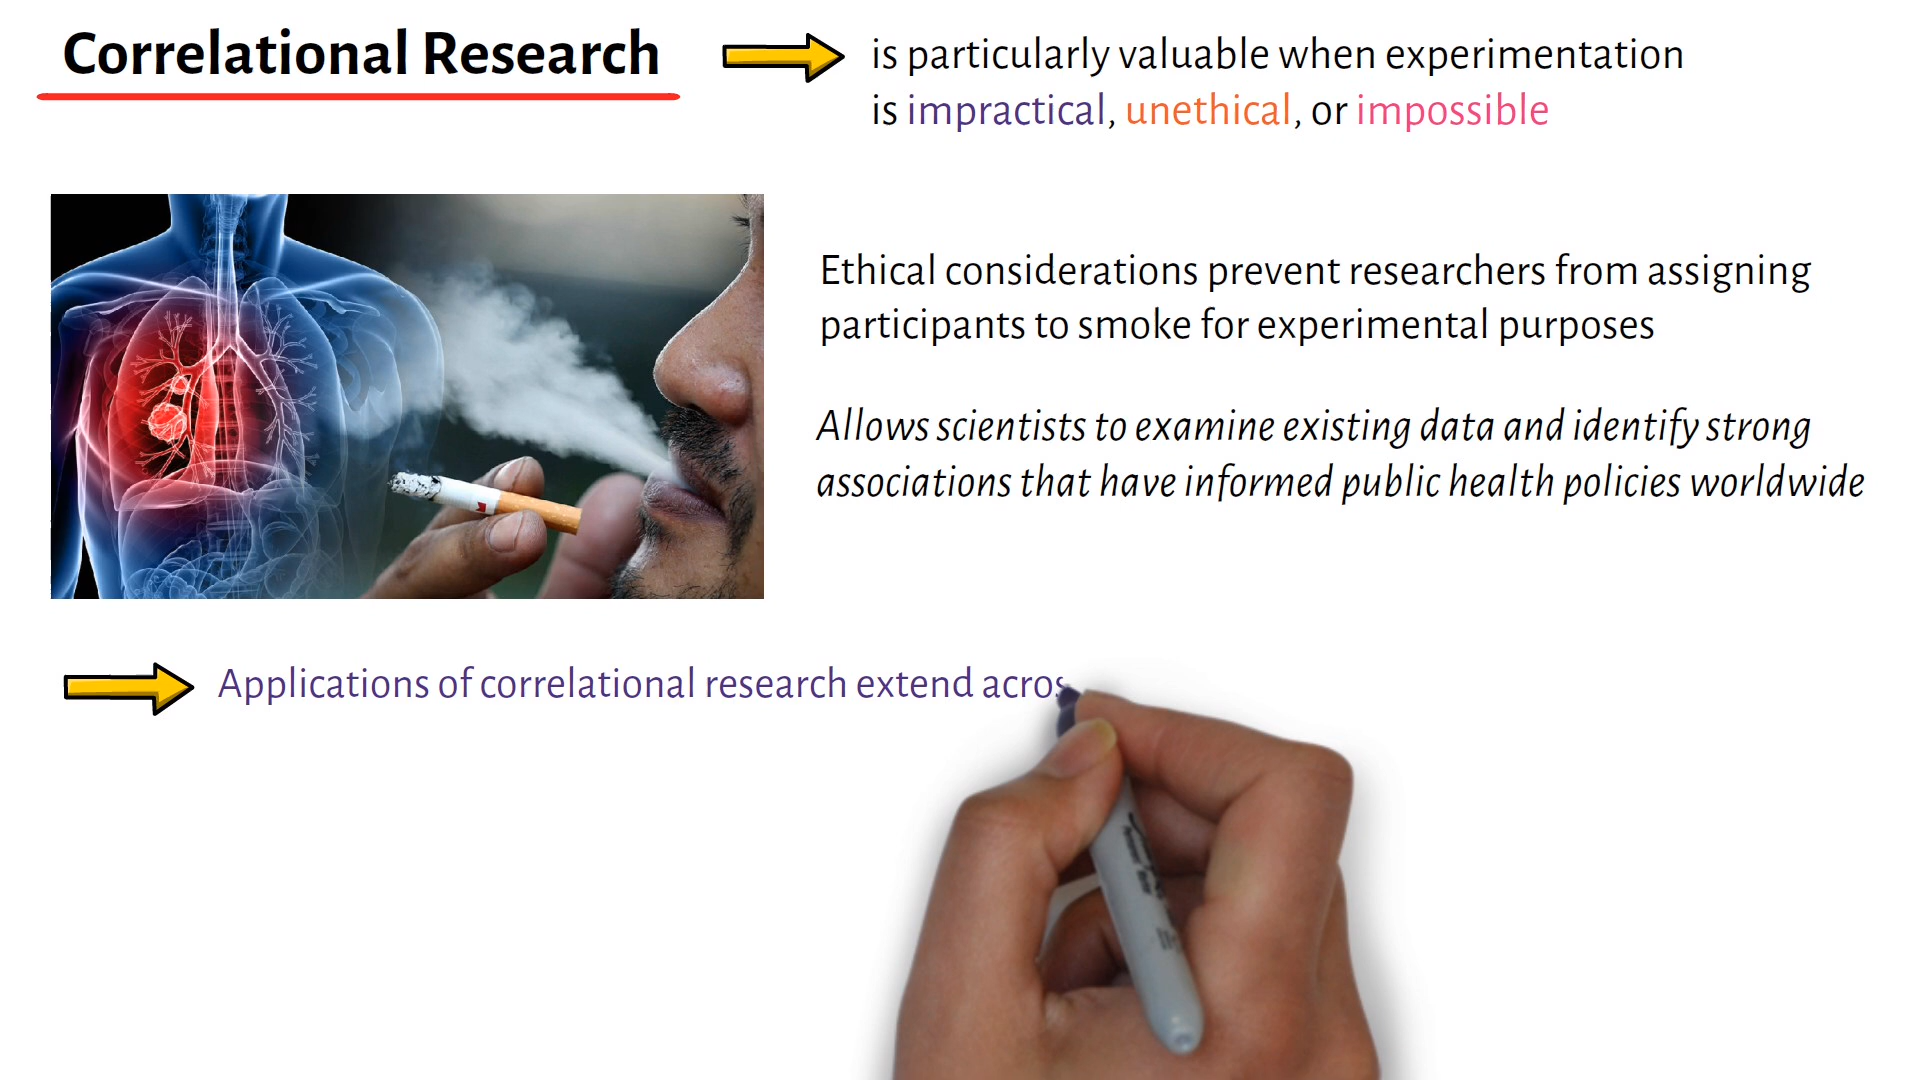 Correlational Research
is particularly valuable when experimentation
is impractical, unethical, or impossible
Ethical considerations prevent researchers from assigning
participants to smoke for experimental purposes
Allows scientists to examine existing data and identify strong
associations that have informed public health policies worldwide
Applications of correlational research extend acros